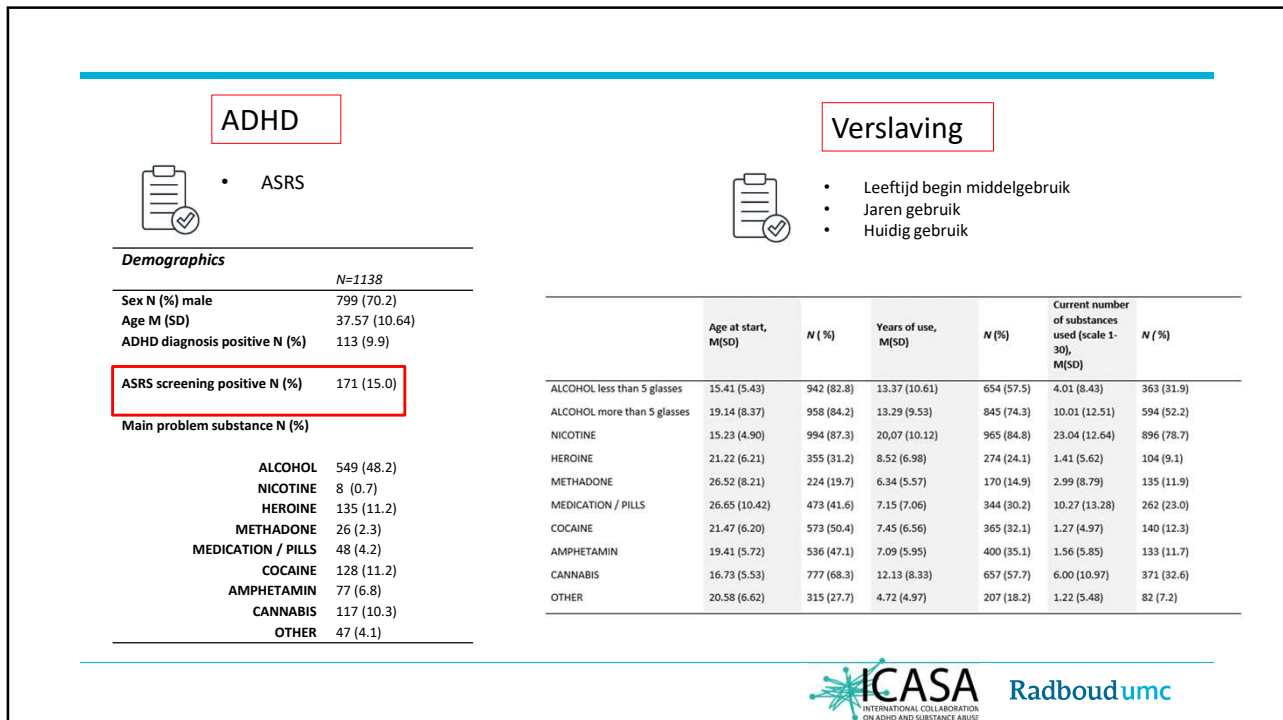 ADHD
• ASRS
Demographics
N=1138
Sex N (%) male 799 (70.2)
Age M (SD) 37.57 (10.64)
ADHD diagnosis positive N (%) 113 (9.9)
ASRS screening positive N (%) 171 (15.0)
Main problem substance N (%)
ALCOHOL 549 (48.2)
NICOTINE 8 (0.7)
HEROINE 135 (11.2)
METHADONE 26 (2.3)
MEDICATION / PILLS 48 (4.2)
COCAINE 128 (11.2)
AMPHETAMIN 77 (6.8)
CANNABIS 117 (10.3)
OTHER 47 (4.1)
Verslaving
• Leeftijd begin middelgebruik
• Jaren gebruik
• Huidig gebruik
Age at start, M(SD) N ( %) Years of use, M(SD) N (%) Current number of substances used (scale 1-30), M(SD) N ( %)
ALCOHOL less than 5 glasses 15.41 (5.43) 942 (82.8) 13.37 (10.61) 654 (57.5) 4.01 (8.43) 363 (31.9)
ALCOHOL more than 5 glasses 19.14 (8.37) 958 (84.2) 13.29 (9.53) 845 (74.3) 10.01 (12.51) 594 (52.2)
NICOTINE 15.23 (4.90) 994 (87.3) 20,07 (10.12) 965 (84.8) 23.04 (12.64) 896 (78.7)
HEROINE 21.22 (6.21) 355 (31.2) 8.52 (6.98) 274 (24.1) 1.41 (5.62) 104 (9.1)
METHADONE 26.52 (8.21) 224 (19.7) 6.34 (5.57) 170 (14.9) 2.99 (8.79) 135 (11.9)
MEDICATION / PILLS 26.65 (10.42) 473 (41.6) 7.15 (7.06) 344 (30.2) 10.27 (13.28) 262 (23.0)
COCAINE 21.47 (6.20) 573 (50.4) 7.45 (6.56) 365 (32.1) 1.27 (4.97) 140 (12.3)
AMPHETAMIN 19.41 (5.72) 536 (47.1) 7.09 (5.95) 400 (35.1) 1.56 (5.85) 133 (11.7)
CANNABIS 16.73 (5.53) 777 (68.3) 12.13 (8.33) 657 (57.7) 6.00 (10.97) 371 (32.6)
OTHER 20.58 (6.62) 315 (27.7) 4.72 (4.97) 207 (18.2) 1.22 (5.48) 82 (7.2)
ICASA
INTERNATIONAL COLLABORATION
ON ADHD AND SUBSTANCE ABUSE
Radboudumc